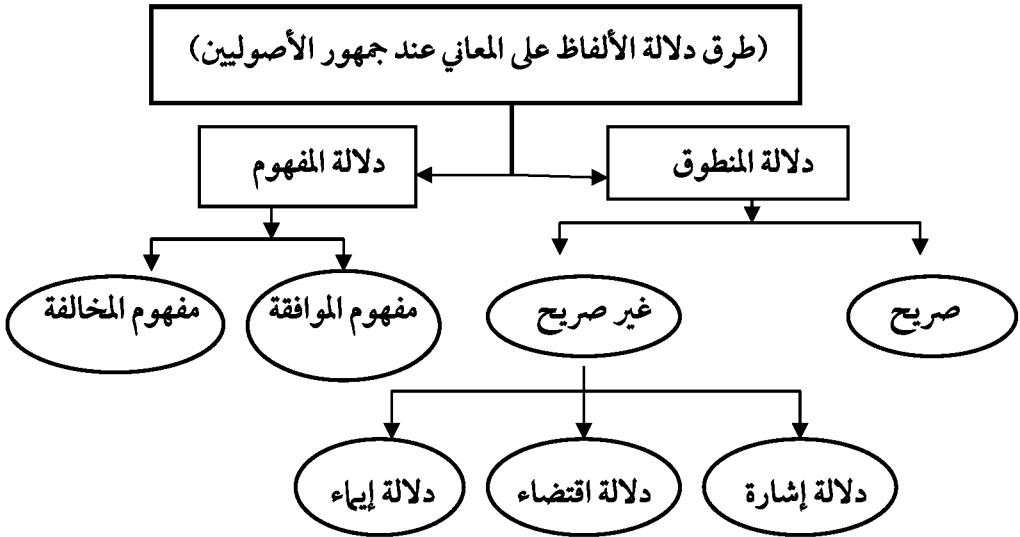 (طرق دلالة الألفاظ على المعاني عند جمهور الأصوليين)
دلالة المنطوق
دلالة المفهوم
صريح
غير صريح
مفهوم الموافقة
مفهوم المخالفة
دلالة إشارة
دلالة اقتضاء
دلالة إيماء